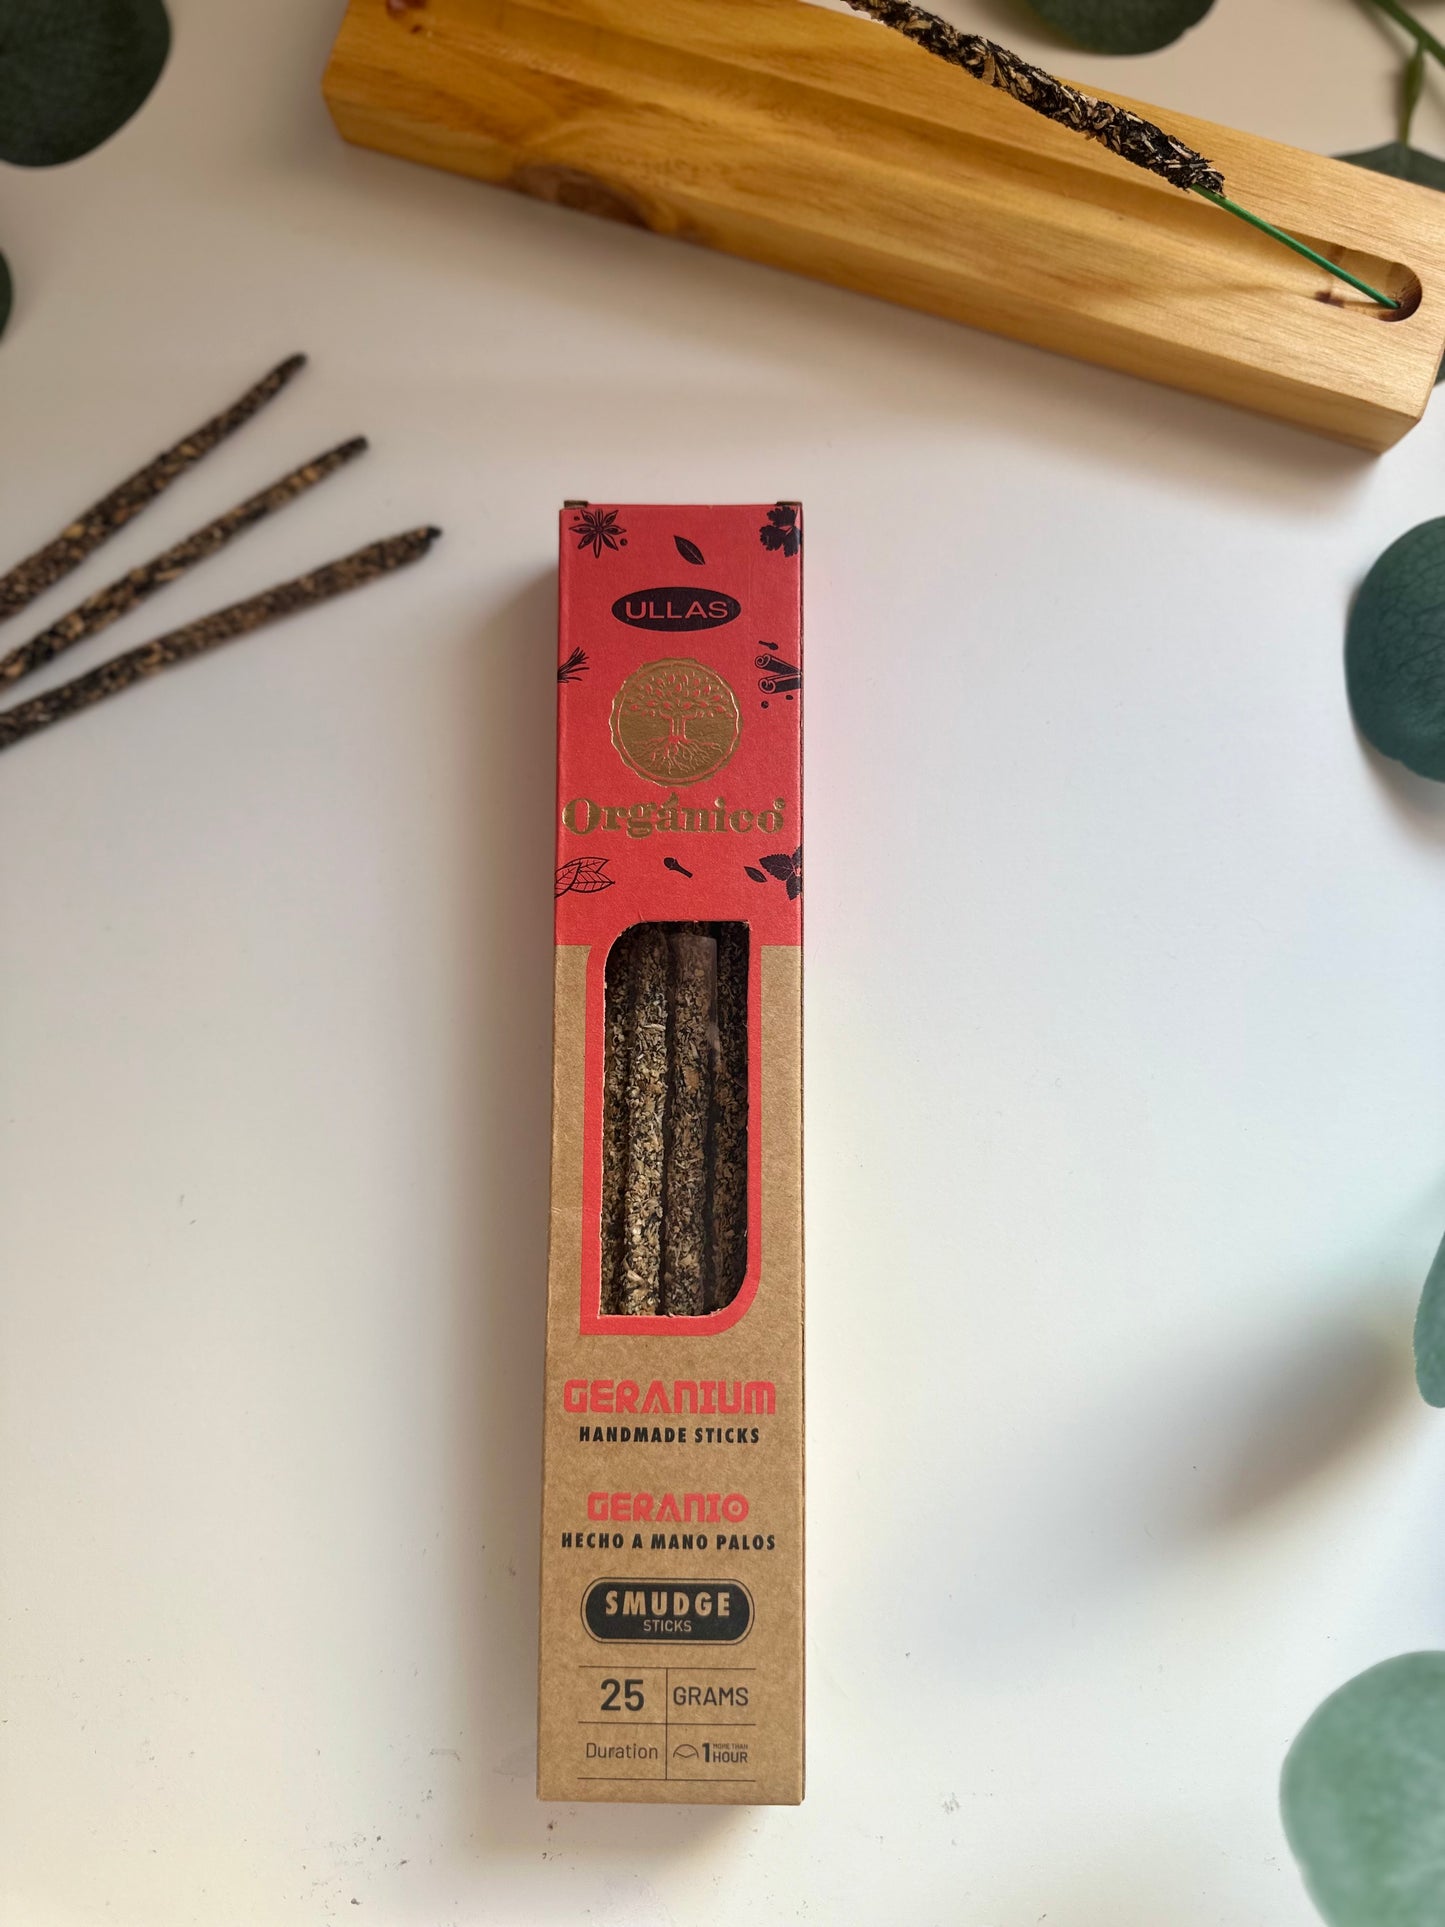 ULLAS
Orgánico
GERANIUM
HANDMADE STICKS
GERANIO
HECHO A MANO PALOS
SMUDGE
STICKS
25 GRAMS
Duration 1 MORE THAN HOUR